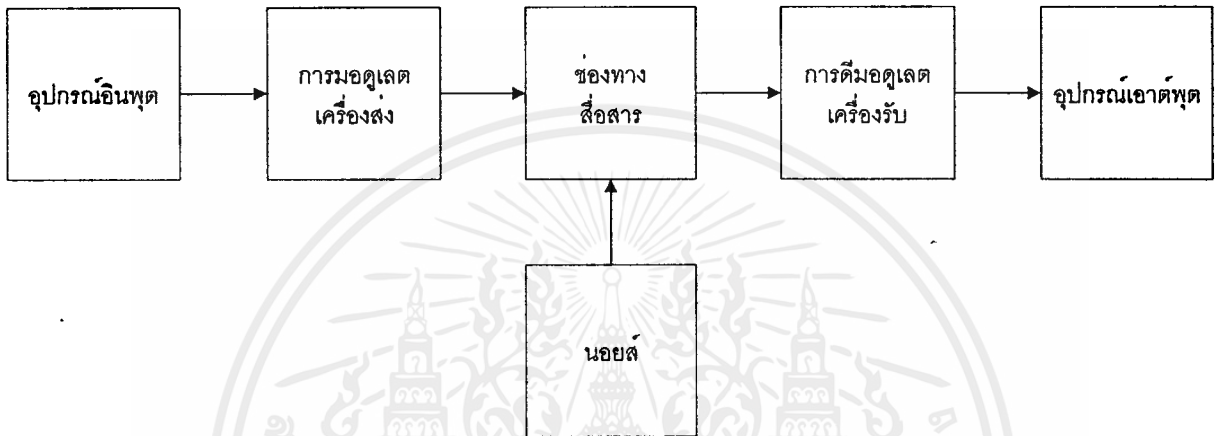 อุปกรณ์อินพุต
การมอดูเลต
เครื่องส่ง
ช่องทาง
สื่อสาร
การดีมอดูเลต
เครื่องรับ
อุปกรณ์เอาต์พุต
นอยส์